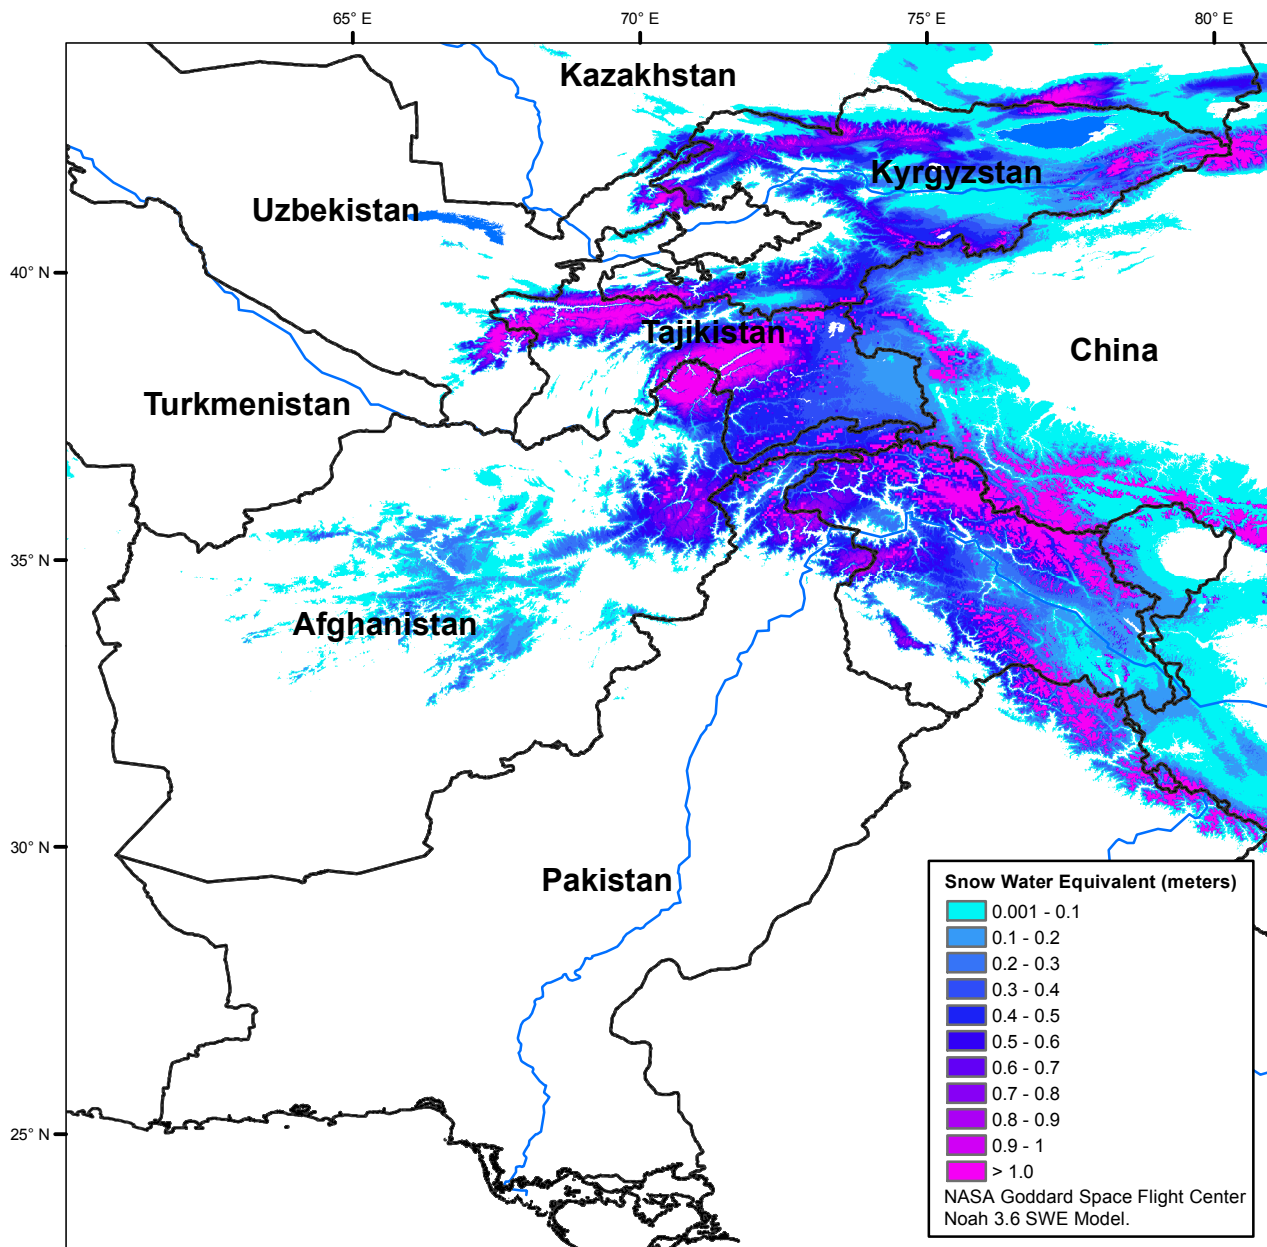 65° E
70° E
75° E
80° E
Kazakhstan
Kyrgyzstan
Uzbekistan
40° N
Tajikistan
China
Turkmenistan
35° N
Afghanistan
30° N
Pakistan
25° N
Snow Water Equivalent (meters)
0.001 - 0.1
0.1 - 0.2
0.2 - 0.3
0.3 - 0.4
0.4 - 0.5
0.5 - 0.6
0.6 - 0.7
0.7 - 0.8
0.8 - 0.9
0.9 - 1
> 1.0
NASA Goddard Space Flight Center
Noah 3.6 SWE Model.